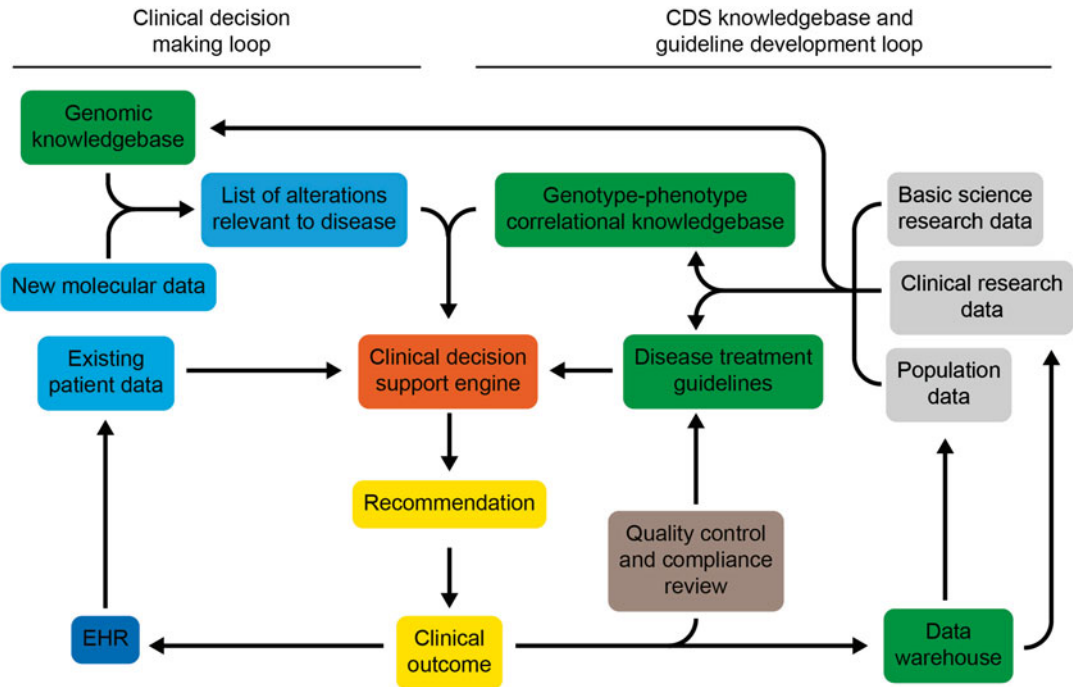 Clinical decision
making loop
CDS knowledgebase and
guideline development loop
Genomic
knowledgebase
List of alterations
relevant to disease
Genotype-phenotype
correlational knowledgebase
Basic science
research data
New molecular data
Clinical research
data
Existing
patient data
Clinical decision
support engine
Disease treatment
guidelines
Population
data
Recommendation
Quality control
and compliance
review
EHR
Clinical
outcome
Data
warehouse